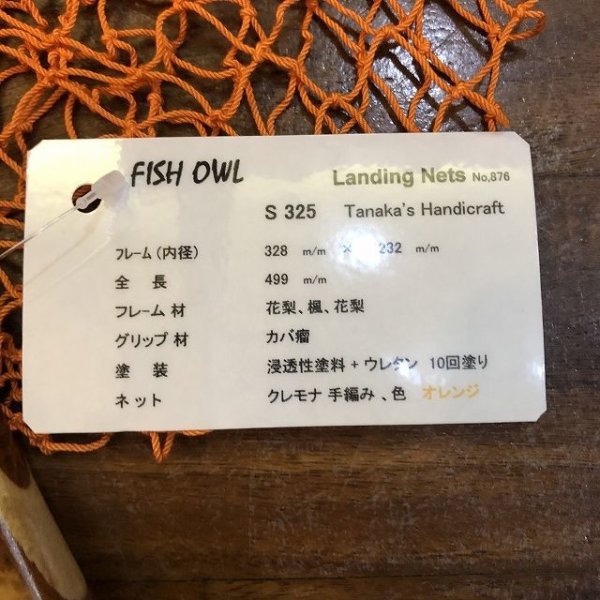 FISH OWL
Landing Nets No,876
S 325 Tanaka's Handicraft
フレーム (内径) 328 m/m × 232 m/m
全 長 499 m/m
フレーム 材 花梨、楓、花梨
グリップ 材 カバ瘤
塗 装 浸透性塗料 + ウレタン 10回塗り
ネット クレモナ 手編み 、色 オレンジ